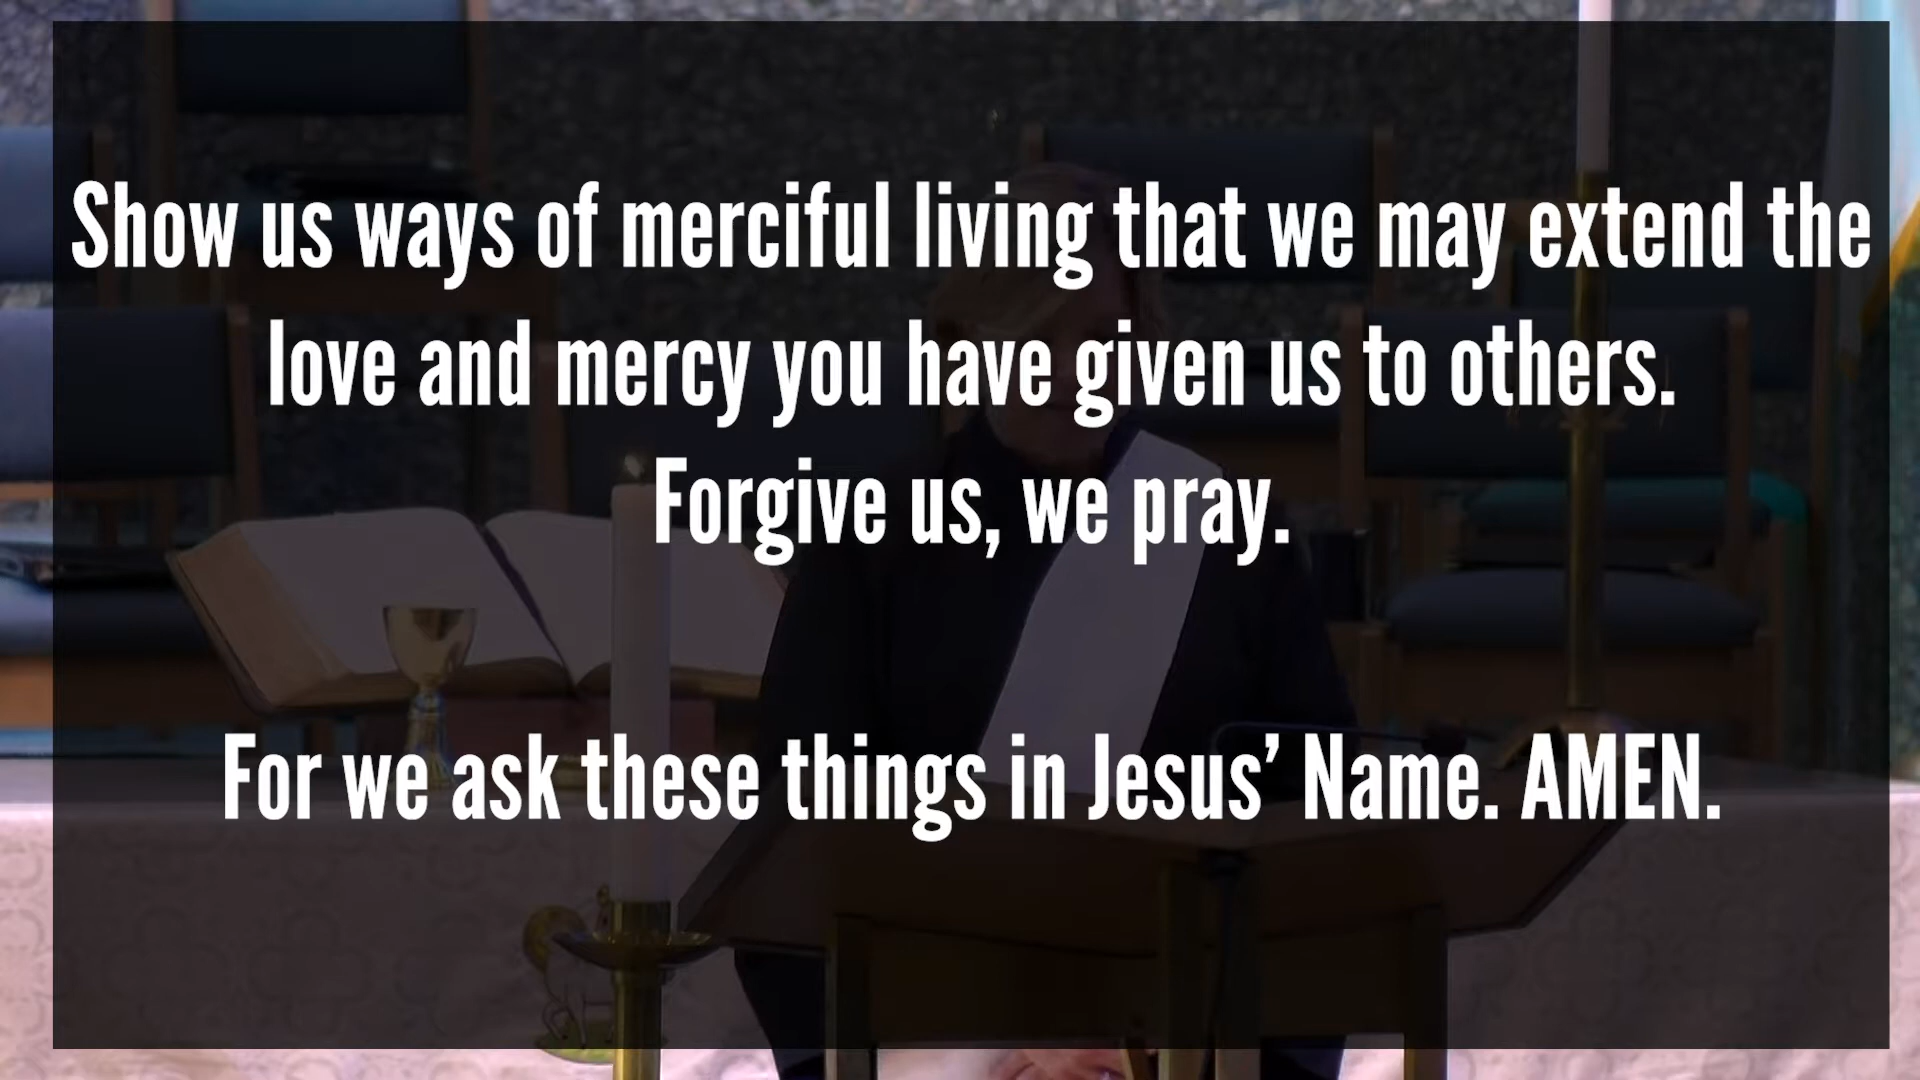 Show us ways of merciful living that we may extend the
love and mercy you have given us to others.
Forgive us, we pray.
For we ask these things in Jesus’ Name. AMEN.